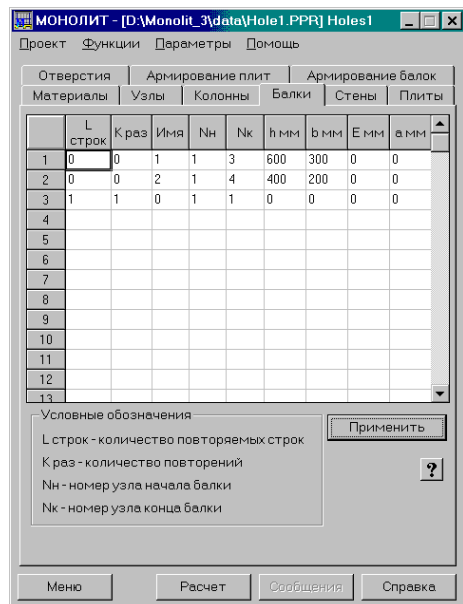 МОНОЛИТ - [D:\Monolit_3\data\Hole1.PPR] Holes1
Проект Функции Параметры Помощь
Отверстия Армирование плит Армирование балок
Материалы Узлы Колонны Балки Стены Плиты
L строк K раз Имя Nн Nк h мм b мм E мм a мм
1 0 0 1 1 3 600 300 0 0
2 0 0 2 1 4 400 200 0 0
3 1 1 0 1 1 0 0 0 0
4
5
6
7
8
9
10
11
12
13
Условные обозначения
L строк - количество повторяемых строк
K раз - количество повторений
Nн - номер узла начала балки
Nк - номер узла конца балки
Применить
?
Меню Расчет Сообщения Справка